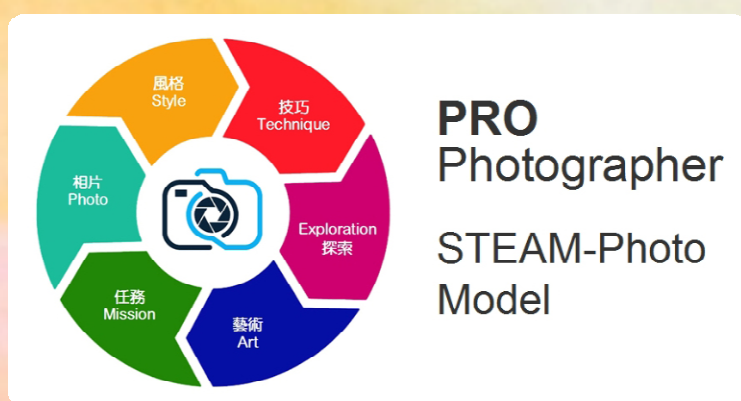 風格
Style
技巧
Technique
Exploration
探索
藝術
Art
任務
Mission
相片
Photo
PRO
Photographer
STEAM-Photo
Model